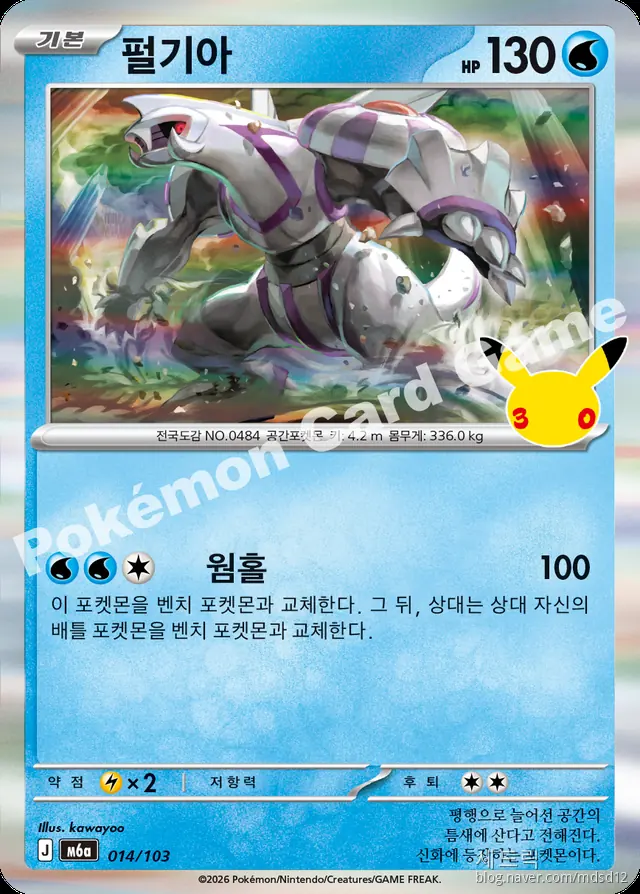 기본
펄기아
HP 130
Pokémon Card Game
30
전국도감 NO.0484 공간포켓몬 키: 4.2 m 몸무게: 336.0 kg
웜홀 100
이 포켓몬을 벤치 포켓몬과 교체한다. 그 뒤, 상대는 상대 자신의
배틀 포켓몬을 벤치 포켓몬과 교체한다.
약점 ×2 저항력 후퇴
Illus. kawayoo
J M6a 014/103
평행으로 늘어선 공간의
틈새에 산다고 전해진다.
신화에 등장하는 포켓몬이다.
blog.naver.com/mdsd12
©2026 Pokémon/Nintendo/Creatures/GAME FREAK.